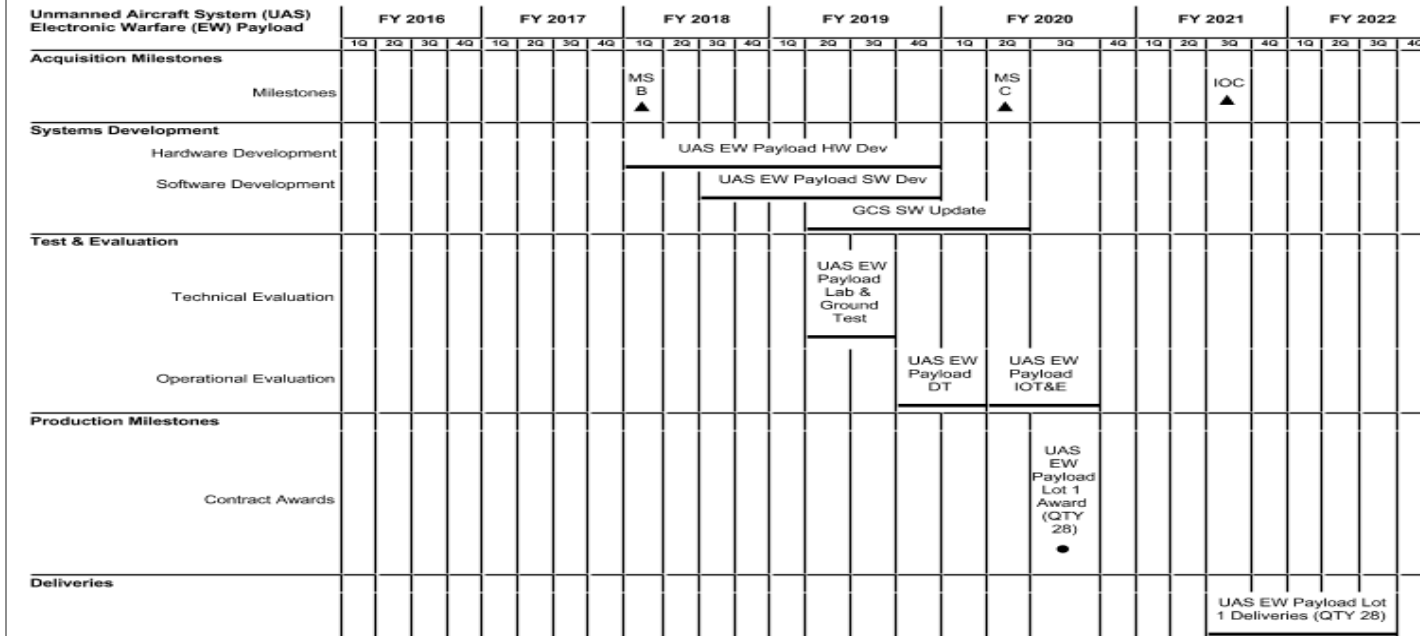 Unmanned Aircraft System (UAS)
Electronic Warfare (EW) Payload
FY 2016 FY 2017 FY 2018 FY 2019 FY 2020 FY 2021 FY 2022
1Q 2Q 3Q 4Q 1Q 2Q 3Q 4Q 1Q 2Q 3Q 4Q 1Q 2Q 3Q 4Q 1Q 2Q 3Q 4Q 1Q 2Q 3Q 4Q 1Q 2Q 3Q 4Q
Acquisition Milestones
Milestones
MS
B
MS
C
IOC
Systems Development
Hardware Development
UAS EW Payload HW Dev
Software Development
UAS EW Payload SW Dev
GCS SW Update
Test & Evaluation
Technical Evaluation
UAS EW
Payload
Lab &
Ground
Test
Operational Evaluation
UAS EW
Payload
DT
UAS EW
Payload
IOT&E
Production Milestones
Contract Awards
UAS
EW
Payload
Lot 1
Award
(QTY
28)
Deliveries
UAS EW Payload Lot
1 Deliveries (QTY 28)